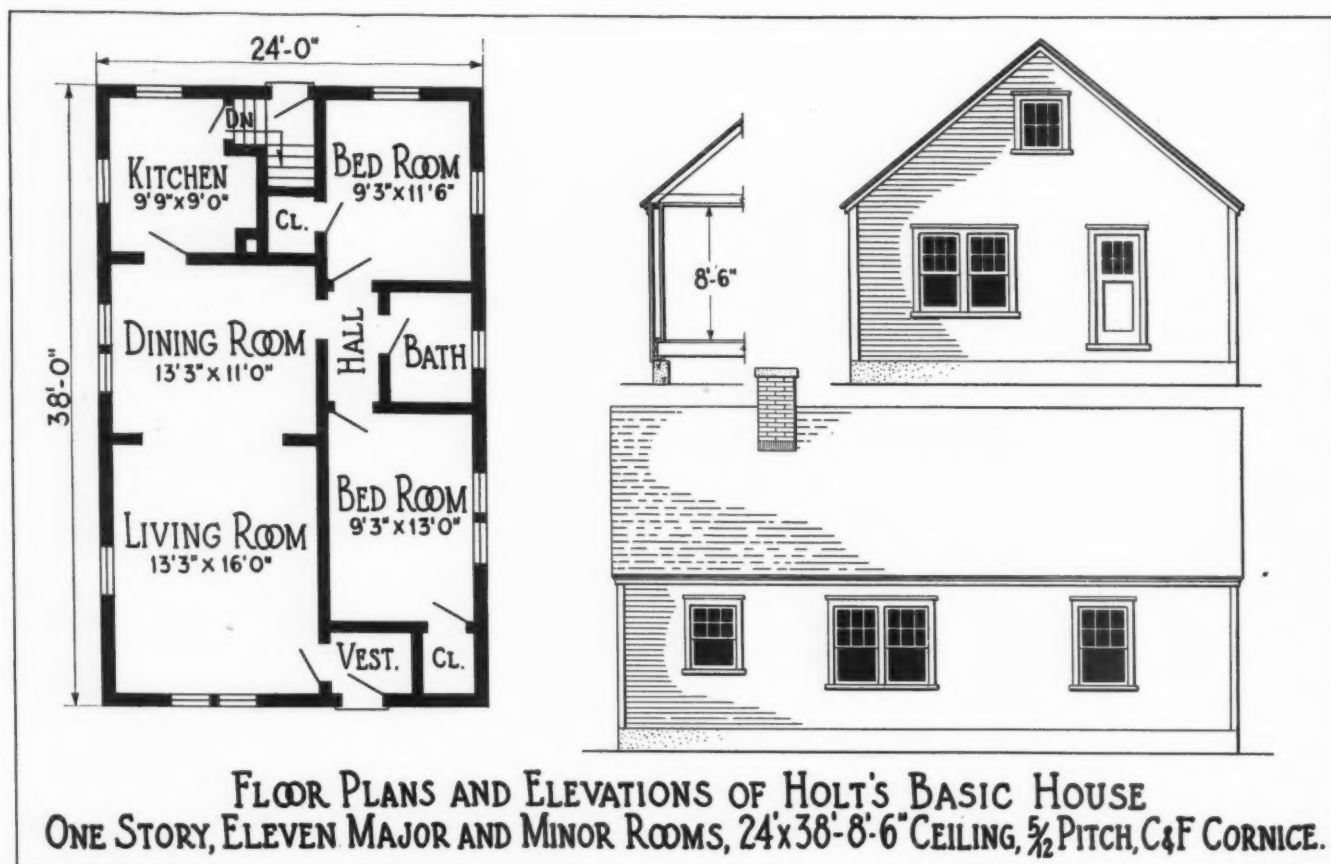 24'-0"
38'-0"
DN
KITCHEN
9'9"x9'0"
BED ROOM
9'3"x11'6"
CL.
DINING ROOM
13'3"x11'0"
HALL
BATH
LIVING ROOM
13'3"x16'0"
BED ROOM
9'3"x13'0"
VEST.
CL.
8'-6"
FLOOR PLANS AND ELEVATIONS OF HOLT'S BASIC HOUSE
ONE STORY, ELEVEN MAJOR AND MINOR ROOMS, 24'x38'-8'-6" CEILING, 5/12 PITCH, C&F CORNICE.